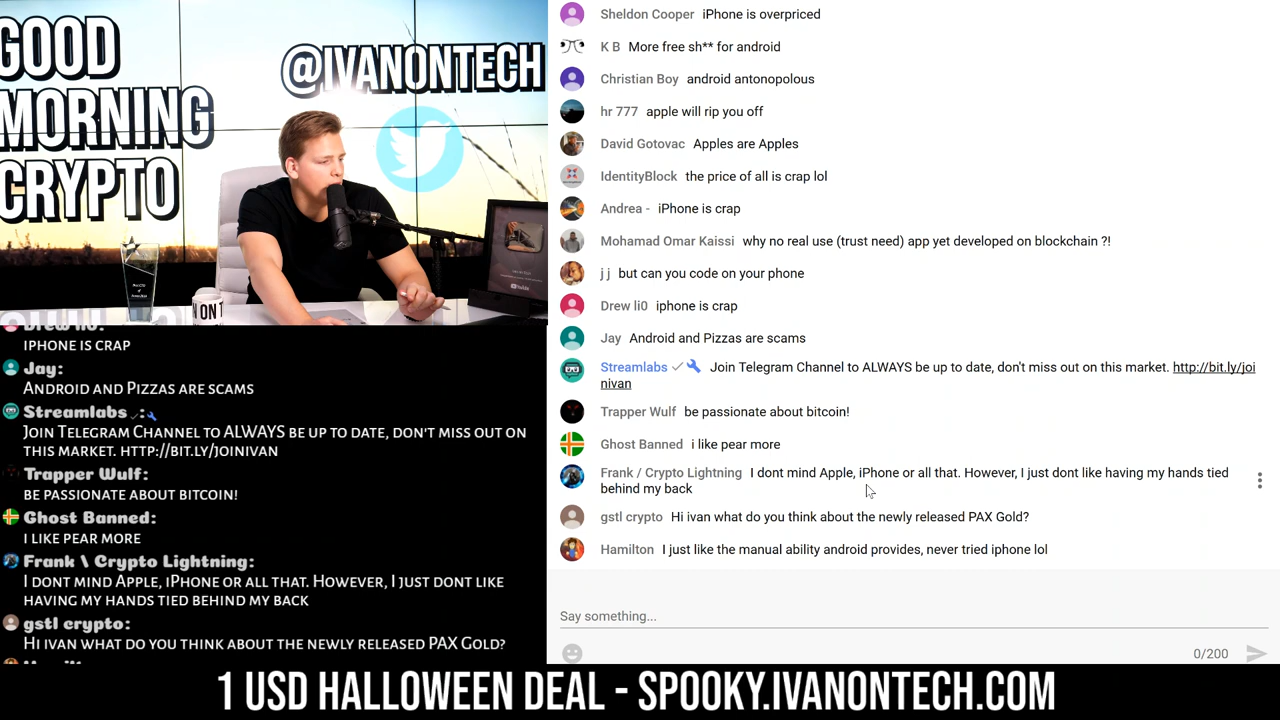 GOOD
MORNING
CRYPTO
@IVANONTECH
ON T
YouTube
Drew li0:
IPHONE IS CRAP
Jay:
ANDROID AND PIZZAS ARE SCAMS
Streamlabs :
JOIN TELEGRAM CHANNEL TO ALWAYS BE UP TO DATE, DON'T MISS OUT ON
THIS MARKET. HTTP://BIT.LY/JOINIVAN
Trapper Wulf:
BE PASSIONATE ABOUT BITCOIN!
Ghost Banned:
I LIKE PEAR MORE
Frank \ Crypto Lightning:
I DONT MIND APPLE, IPHONE OR ALL THAT. HOWEVER, I JUST DONT LIKE
HAVING MY HANDS TIED BEHIND MY BACK
gstl crypto:
HI IVAN WHAT DO YOU THINK ABOUT THE NEWLY RELEASED PAX GOLD?
Sheldon Cooper iPhone is overpriced
K B More free sh** for android
Christian Boy android antonopolous
hr 777 apple will rip you off
David Gotovac Apples are Apples
IdentityBlock the price of all is crap lol
Andrea - iPhone is crap
Mohamad Omar Kaissi why no real use (trust need) app yet developed on blockchain ?!
j j but can you code on your phone
Drew li0 iphone is crap
Jay Android and Pizzas are scams
Streamlabs Join Telegram Channel to ALWAYS be up to date, don't miss out on this market. http://bit.ly/joi
nivan
Trapper Wulf be passionate about bitcoin!
Ghost Banned i like pear more
Frank / Crypto Lightning I dont mind Apple, iPhone or all that. However, I just dont like having my hands tied
behind my back
gstl crypto Hi ivan what do you think about the newly released PAX Gold?
Hamilton I just like the manual ability android provides, never tried iphone lol
Say something...
0/200
1 USD HALLOWEEN DEAL - SPOOKY.IVANONTECH.COM